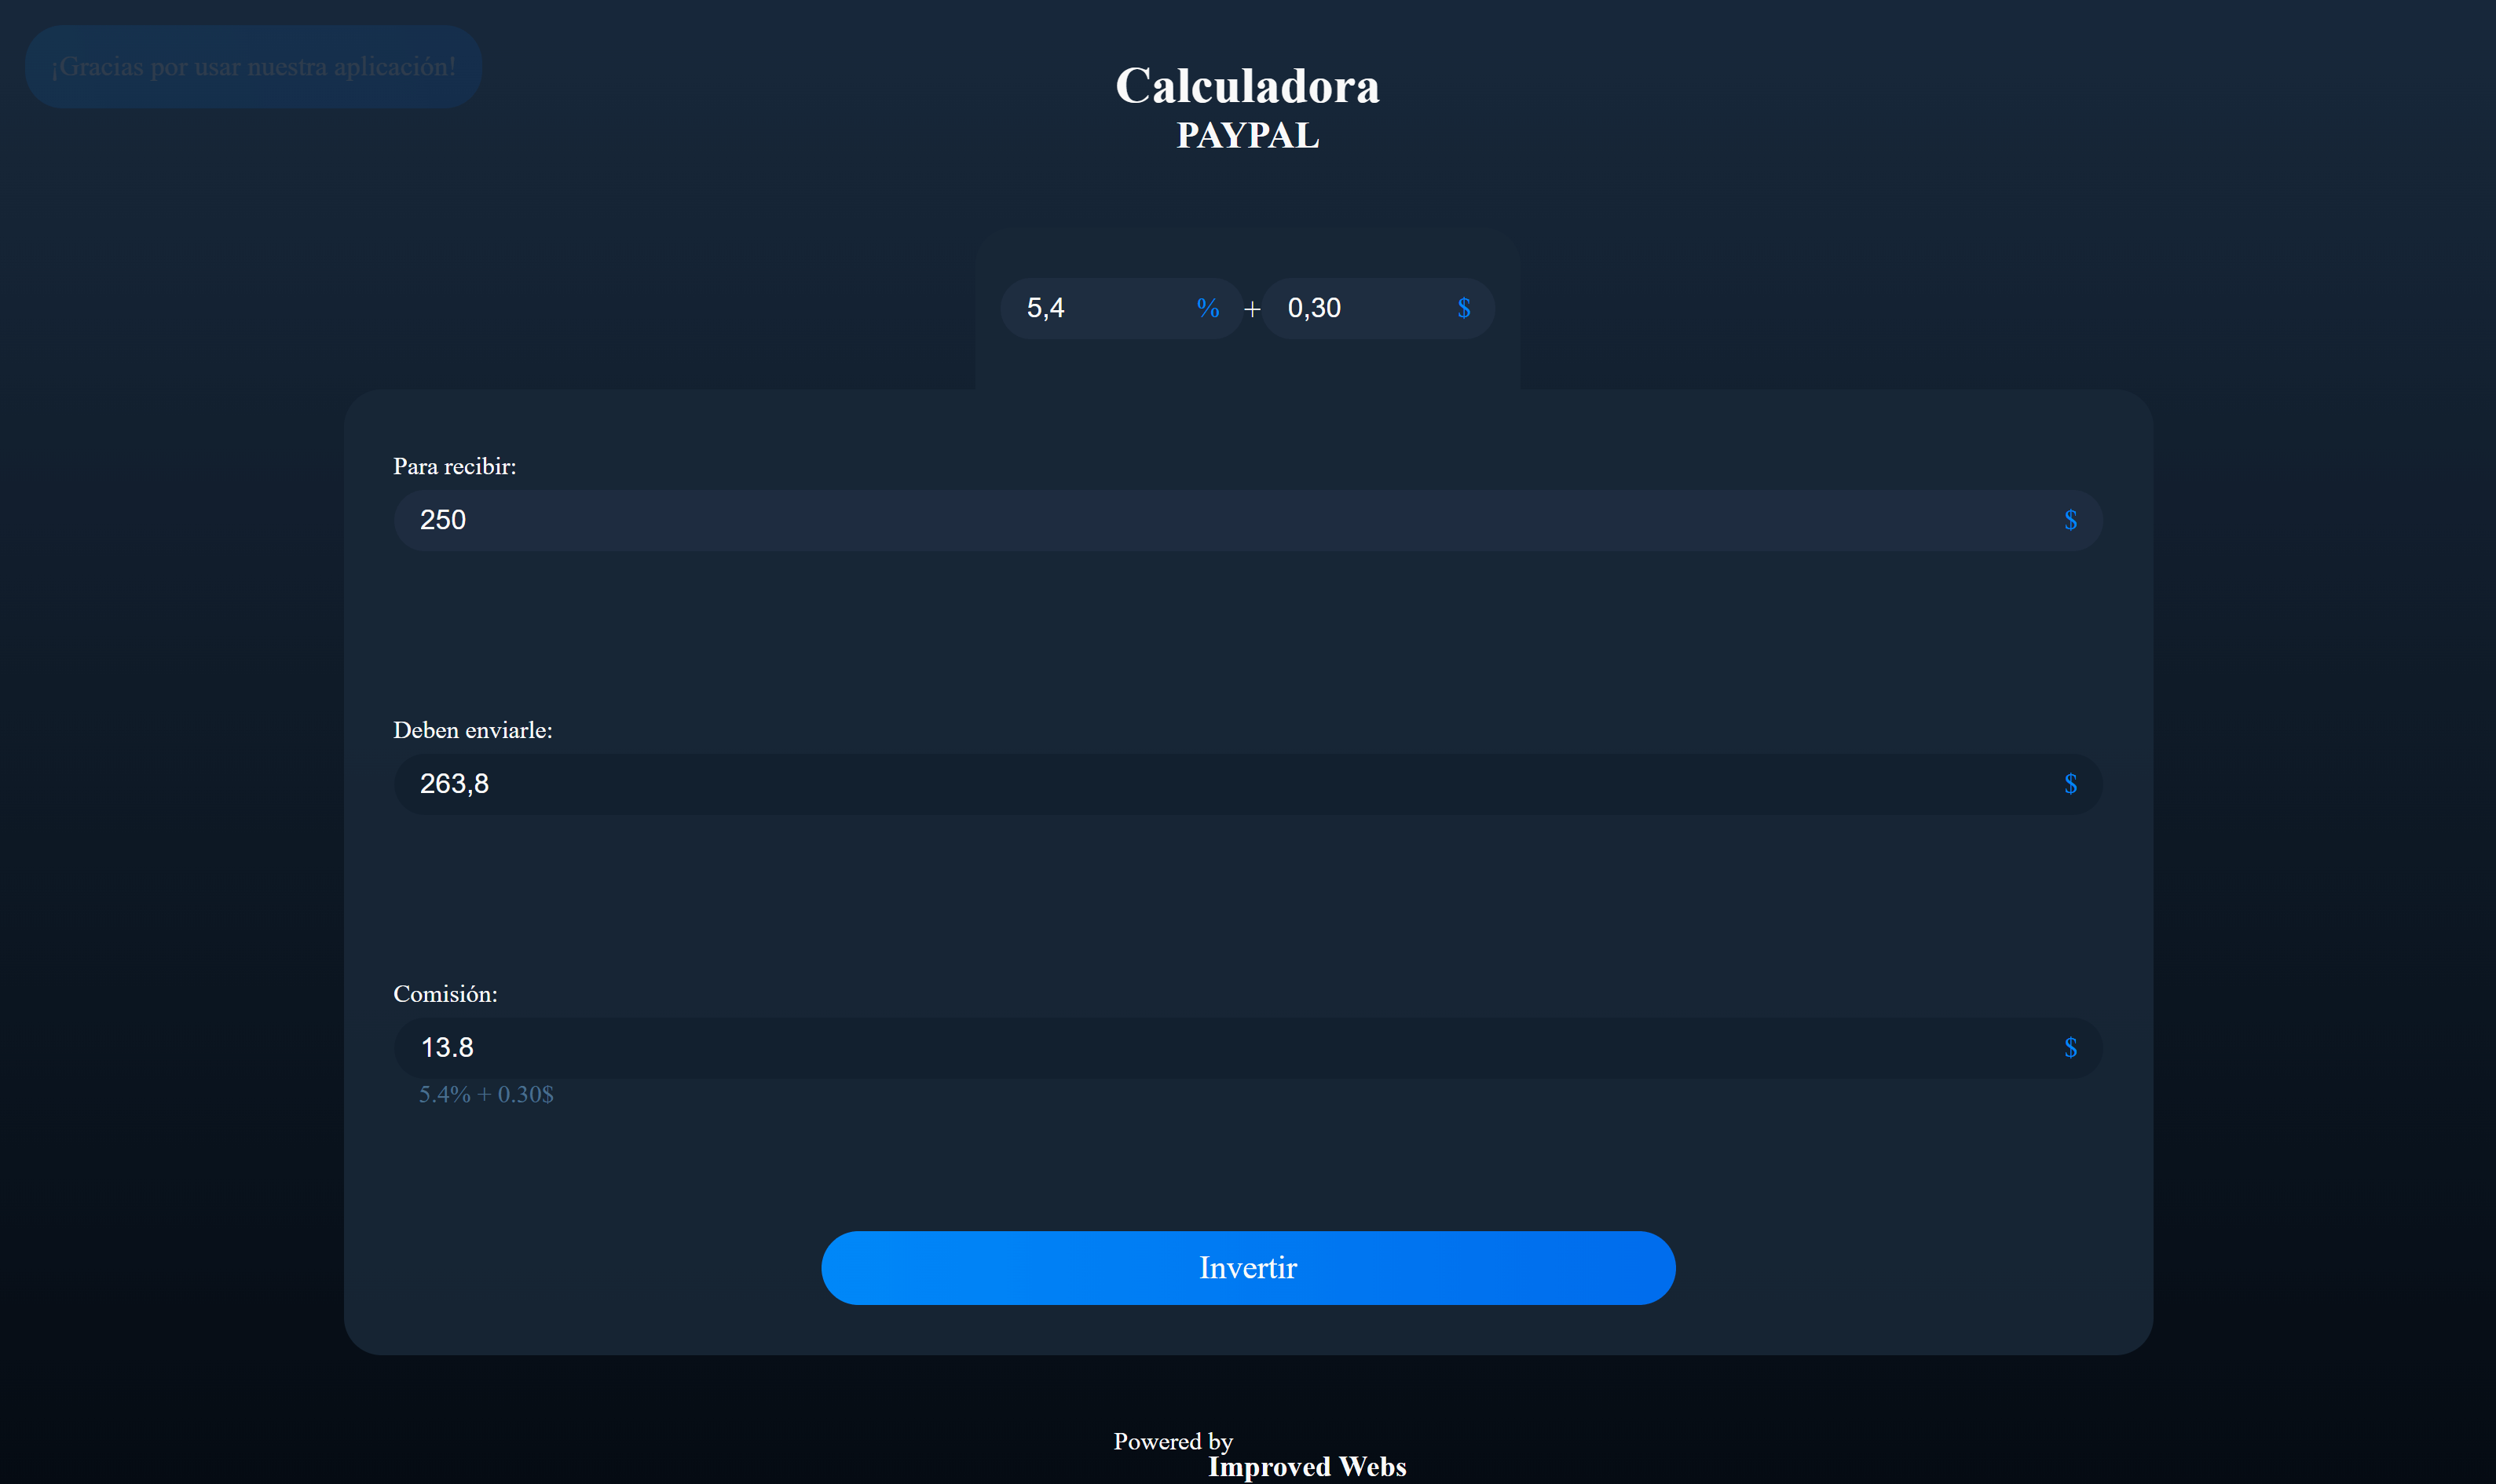 ¡Gracias por usar nuestra aplicación!
Calculadora
PAYPAL
5,4 % + 0,30 $
Para recibir:
250 $
Deben enviarle:
263,8 $
Comisión:
13.8 $
5.4% + 0.30$
Invertir
Powered by
Improved Webs